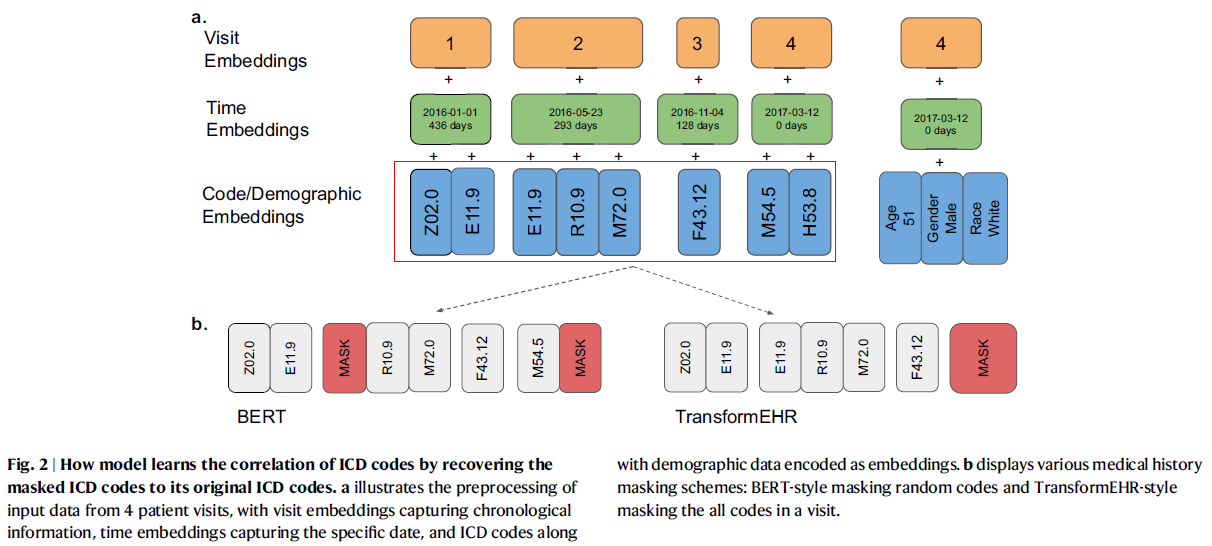 a.
Visit
Embeddings
1
2
3
4
4
+
+
+
+
+
Time
Embeddings
2016-01-01
436 days
2016-05-23
293 days
2016-11-04
128 days
2017-03-12
0 days
2017-03-12
0 days
+ +
+ + +
+
+ +
+
Code/Demographic
Embeddings
Z02.0
E11.9
E11.9
R10.9
M72.0
F43.12
M54.5
H53.8
Age
51
Gender
Male
Race
White
b.
Z02.0
E11.9
MASK
R10.9
M72.0
F43.12
M54.5
MASK
BERT
Z02.0
E11.9
E11.9
R10.9
M72.0
F43.12
MASK
TransformEHR
Fig. 2 | How model learns the correlation of ICD codes by recovering the
masked ICD codes to its original ICD codes. a illustrates the preprocessing of
input data from 4 patient visits, with visit embeddings capturing chronological
information, time embeddings capturing the specific date, and ICD codes along
with demographic data encoded as embeddings. b displays various medical history
masking schemes: BERT-style masking random codes and TransformEHR-style
masking the all codes in a visit.